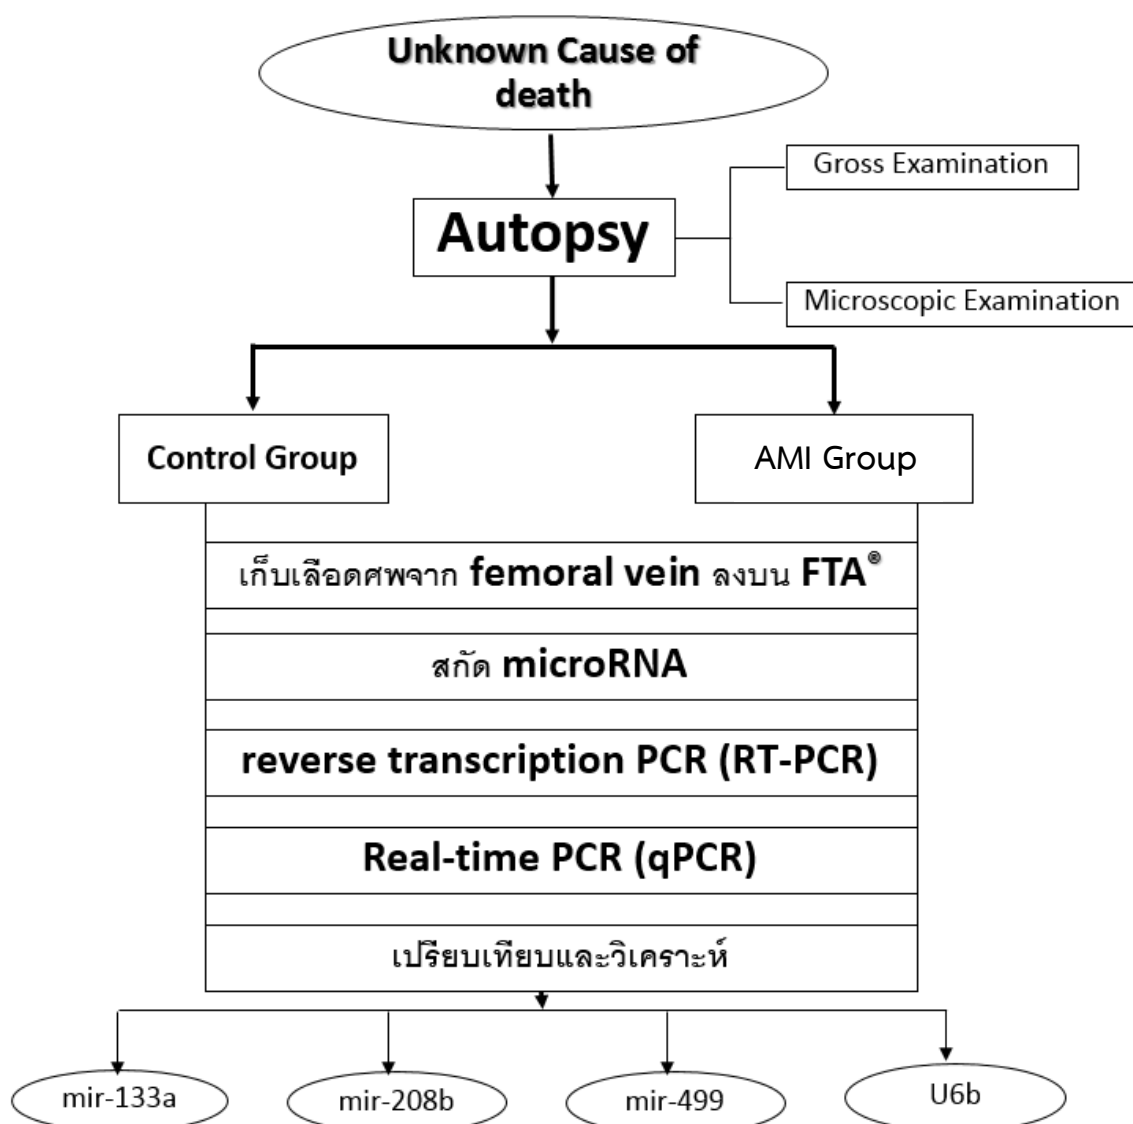 Unknown Cause of
death
Gross Examination
Autopsy
Microscopic Examination
Control Group
AMI Group
เก็บเลือดศพจาก femoral vein ลงบน FTA®
สกัด microRNA
reverse transcription PCR (RT-PCR)
Real-time PCR (qPCR)
เปรียบเทียบและวิเคราะห์
mir-133a
mir-208b
mir-499
U6b